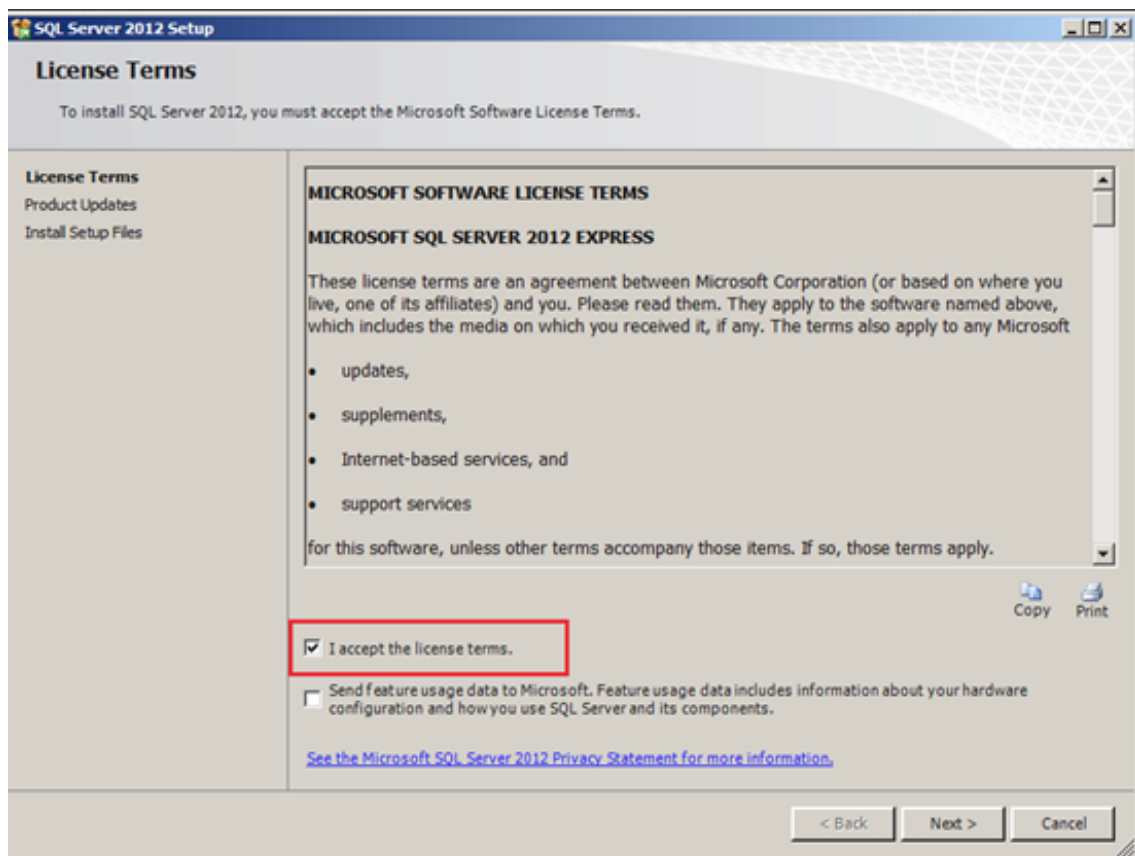 SQL Server 2012 Setup
License Terms
To install SQL Server 2012, you must accept the Microsoft Software License Terms.
License Terms
Product Updates
Install Setup Files
MICROSOFT SOFTWARE LICENSE TERMS
MICROSOFT SQL SERVER 2012 EXPRESS
These license terms are an agreement between Microsoft Corporation (or based on where you
live, one of its affiliates) and you. Please read them. They apply to the software named above,
which includes the media on which you received it, if any. The terms also apply to any Microsoft
• updates,
• supplements,
• Internet-based services, and
• support services
for this software, unless other terms accompany those items. If so, those terms apply.
Copy Print
I accept the license terms.
Send feature usage data to Microsoft. Feature usage data includes information about your hardware
configuration and how you use SQL Server and its components.
See the Microsoft SQL Server 2012 Privacy Statement for more information.
< Back Next > Cancel